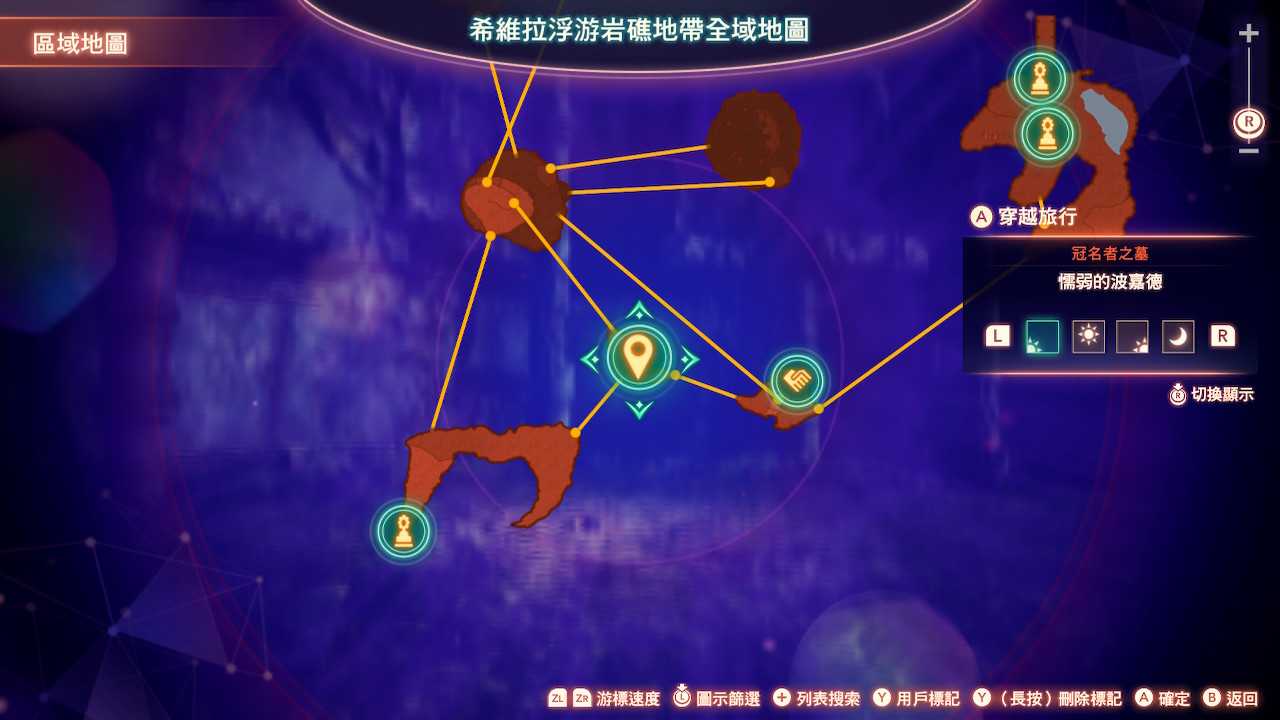 區域地圖
希維拉浮游岩礁地帶全域地圖
R
A 穿越旅行
冠名者之墓
懦弱的波嘉德
L R
R 切換顯示
ZL ZR 游標速度 L 圖示篩選 + 列表搜索 Y 用戶標記 Y（長按）刪除標記 A 確定 B 返回